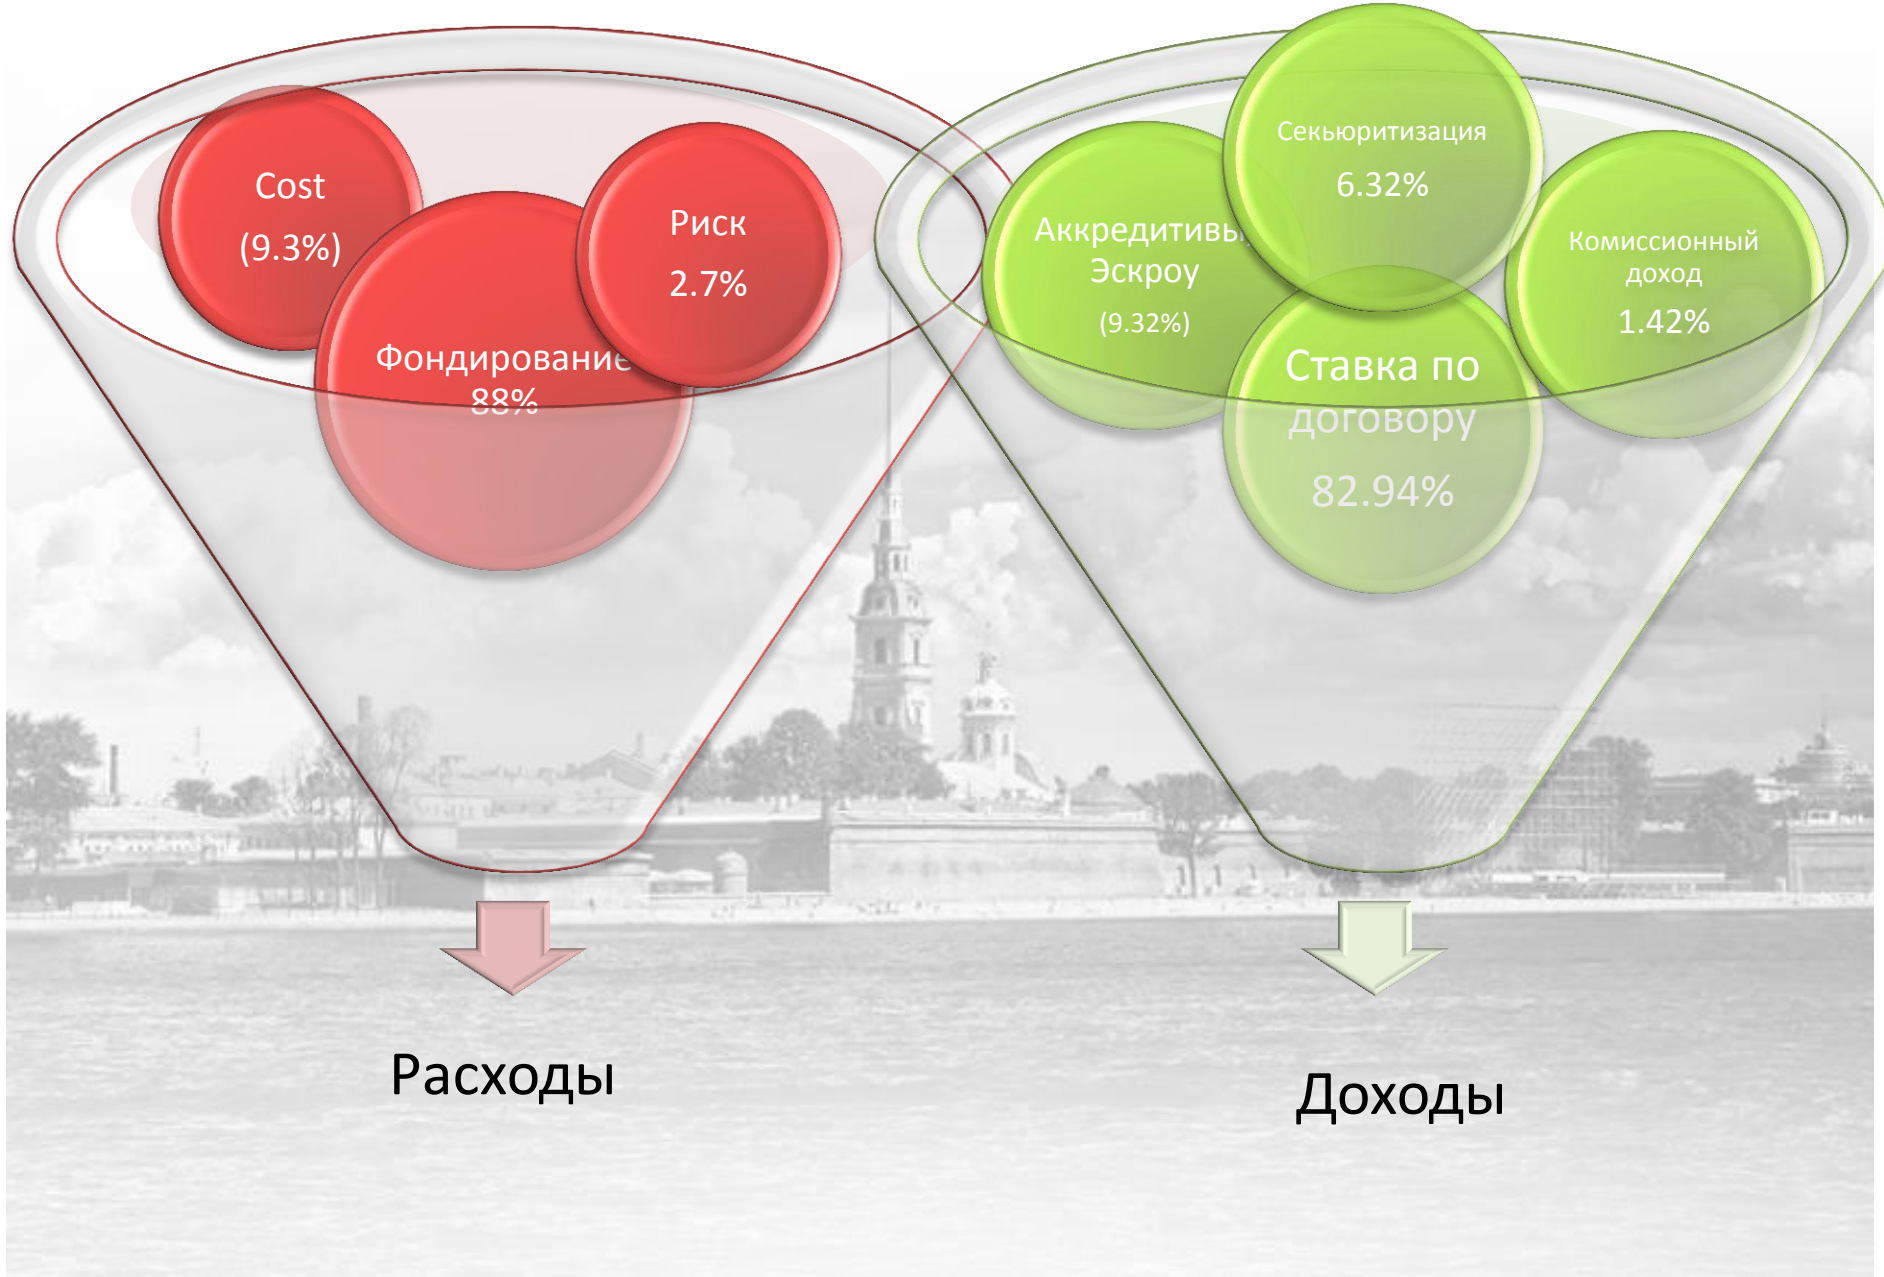 Cost
(9.3%)
Фондирование
88%
Риск
2.7%
Расходы
Аккредитивы,
Эскроу
(9.32%)
Секьюритизация
6.32%
Комиссионный
доход
1.42%
Ставка по
договору
82.94%
Доходы